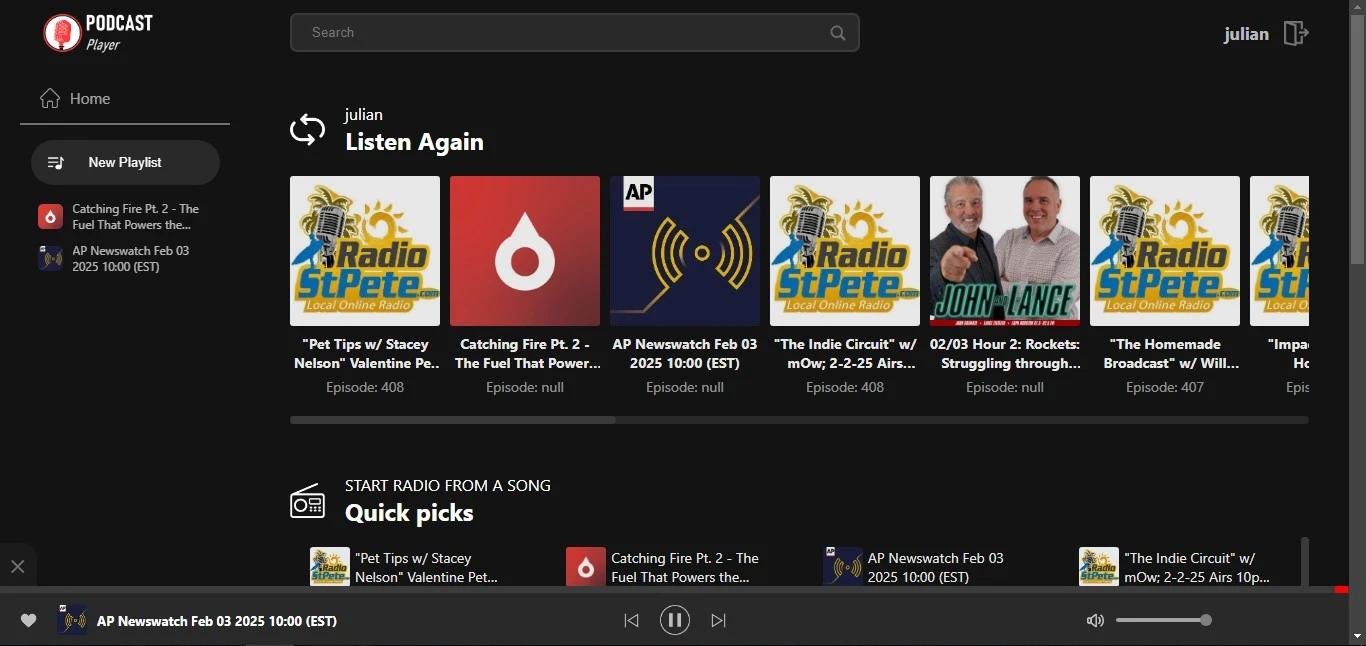 PODCAST
Player
Search
julian
Home
New Playlist
Catching Fire Pt. 2 - The
Fuel That Powers the...
AP Newswatch Feb 03
2025 10:00 (EST)
julian
Listen Again
Radio
StPete.com
Local Online Radio
AP
Radio
StPete.com
Local Online Radio
JOHN AND LANCE
Radio
StPete.com
Local Online Radio
"Pet Tips w/ Stacey
Nelson" Valentine Pe..
Episode: 408
Catching Fire Pt. 2 -
The Fuel That Power...
Episode: null
AP Newswatch Feb 03
2025 10:00 (EST)
Episode: null
"The Indie Circuit" w/
mOw; 2-2-25 Airs...
Episode: 408
02/03 Hour 2: Rockets:
Struggling through...
Episode: null
"The Homemade
Broadcast" w/ Will...
Episode: 407
"Impa
Ho
Epis
START RADIO FROM A SONG
Quick picks
"Pet Tips w/ Stacey
Nelson" Valentine Pet...
Catching Fire Pt. 2 - The
Fuel That Powers the...
AP Newswatch Feb 03
2025 10:00 (EST)
"The Indie Circuit" w/
mOw; 2-2-25 Airs 10p...
AP Newswatch Feb 03 2025 10:00 (EST)